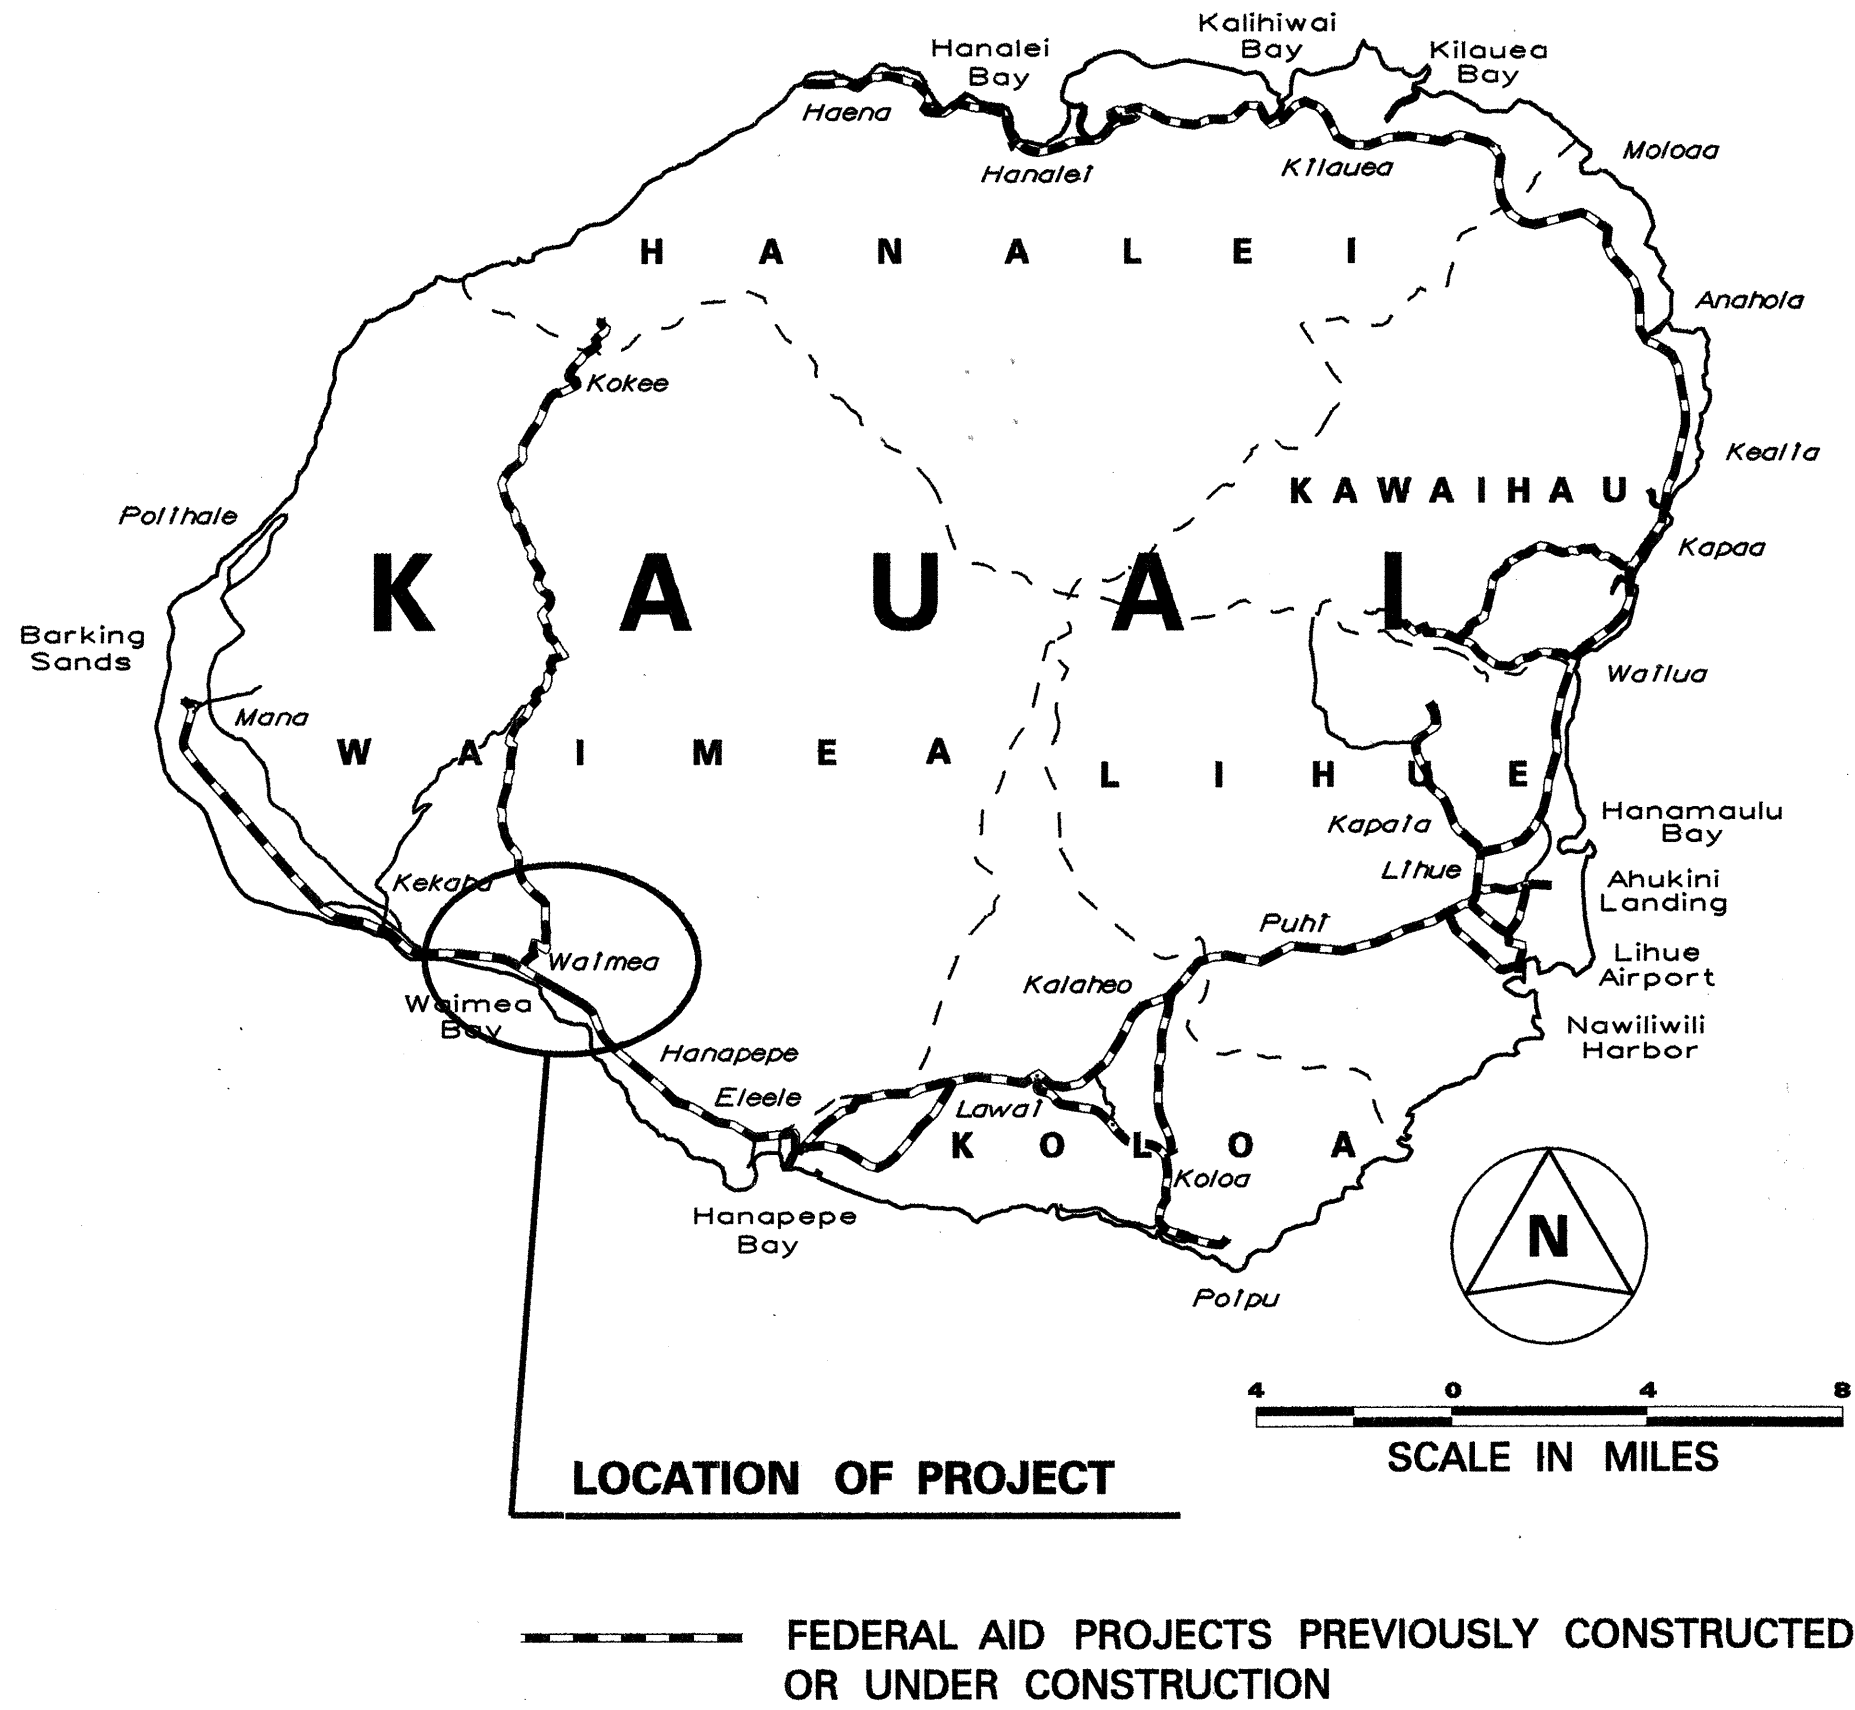 Kalihiwai
Bay
Hanalei
Bay
Kilauea
Bay
Haena
Hanalei
Kilauea
Moloaa
H A N A L E I
Anahola
Kokee
Kealia
K A W A I H A U
Polihale
Kapaa
K A U A I
Barking
Sands
Wailua
Mana
W A I M E A
L I H U E
Hanamaulu
Bay
Kapaia
Lihue
Kekaha
Ahukini
Landing
Puhi
Waimea
Lihue
Airport
Kalaheo
Waimea
Bay
Nawiliwili
Harbor
Hanapepe
Eleele
Lawai
K O L O A
Koloa
Hanapepe
Bay
N
Poipu
4 0 4 8
SCALE IN MILES
LOCATION OF PROJECT
FEDERAL AID PROJECTS PREVIOUSLY CONSTRUCTED
OR UNDER CONSTRUCTION